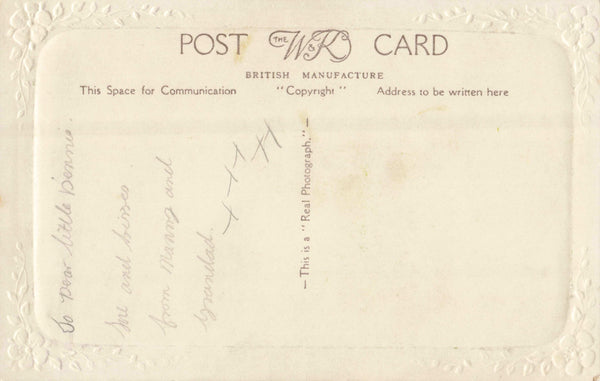 POST THE W & K CARD
BRITISH MANUFACTURE
This Space for Communication "Copyright" Address to be written here
—This is a "Real Photograph."—
To Dear little Dennis.
love and kisses
from Nanny and
Grandad.
+ + + +